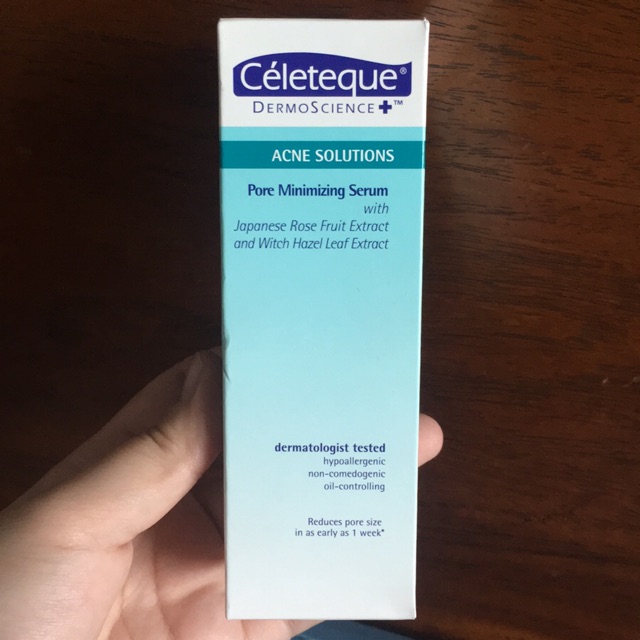 Céleteque®
DERMOSCIENCE✚™
ACNE SOLUTIONS
Pore Minimizing Serum
with
Japanese Rose Fruit Extract
and Witch Hazel Leaf Extract
dermatologist tested
hypoallergenic
non-comedogenic
oil-controlling
Reduces pore size
in as early as 1 week*